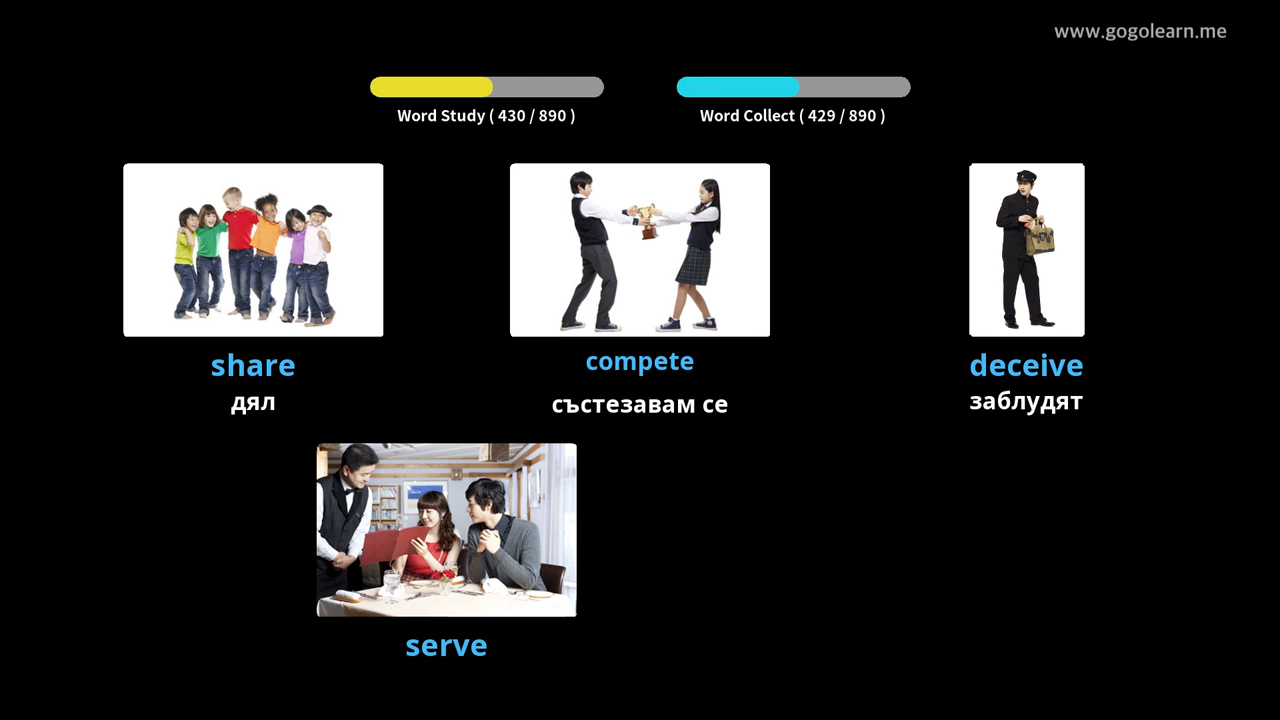 www.gogolearn.me
Word Study ( 430 / 890 )
Word Collect ( 429 / 890 )
share
дял
compete
състезавам се
deceive
заблудят
serve